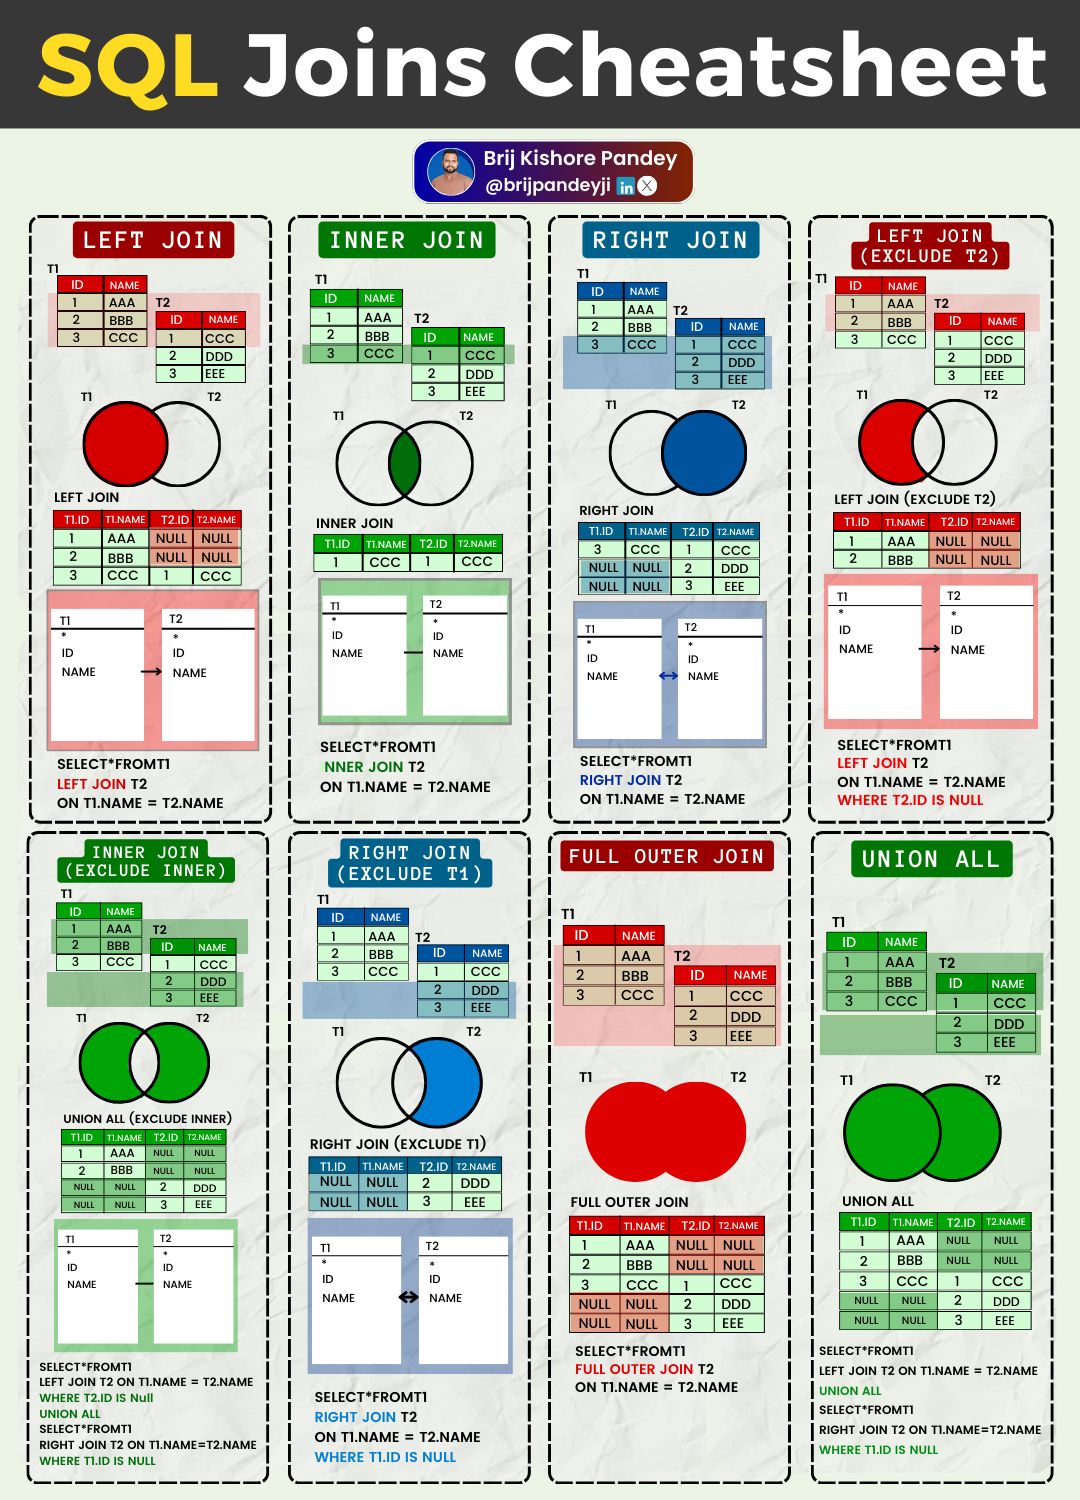 SQL Joins Cheatsheet
Brij Kishore Pandey
@brijpandeyji in X
LEFT JOIN
T1
ID NAME
1 AAA
2 BBB
3 CCC
T2
ID NAME
1 CCC
2 DDD
3 EEE
T1 T2
LEFT JOIN
T1.ID T1.NAME T2.ID T2.NAME
1 AAA NULL NULL
2 BBB NULL NULL
3 CCC 1 CCC
T1 T2
* *
ID ID
NAME NAME
SELECT*FROMT1
LEFT JOIN T2
ON T1.NAME = T2.NAME
INNER JOIN
T1
ID NAME
1 AAA
2 BBB
3 CCC
T2
ID NAME
1 CCC
2 DDD
3 EEE
T1 T2
INNER JOIN
T1.ID T1.NAME T2.ID T2.NAME
1 CCC 1 CCC
T1 T2
* *
ID ID
NAME NAME
SELECT*FROMT1
NNER JOIN T2
ON T1.NAME = T2.NAME
RIGHT JOIN
T1
ID NAME
1 AAA
2 BBB
3 CCC
T2
ID NAME
1 CCC
2 DDD
3 EEE
T1 T2
RIGHT JOIN
T1.ID T1.NAME T2.ID T2.NAME
3 CCC 1 CCC
NULL NULL 2 DDD
NULL NULL 3 EEE
T1 T2
* *
ID ID
NAME NAME
SELECT*FROMT1
RIGHT JOIN T2
ON T1.NAME = T2.NAME
LEFT JOIN
(EXCLUDE T2)
T1
ID NAME
1 AAA
2 BBB
3 CCC
T2
ID NAME
1 CCC
2 DDD
3 EEE
T1 T2
LEFT JOIN (EXCLUDE T2)
T1.ID T1.NAME T2.ID T2.NAME
1 AAA NULL NULL
2 BBB NULL NULL
T1 T2
* *
ID ID
NAME NAME
SELECT*FROMT1
LEFT JOIN T2
ON T1.NAME = T2.NAME
WHERE T2.ID IS NULL
INNER JOIN
(EXCLUDE INNER)
T1
ID NAME
1 AAA
2 BBB
3 CCC
T2
ID NAME
1 CCC
2 DDD
3 EEE
T1 T2
UNION ALL (EXCLUDE INNER)
T1.ID T1.NAME T2.ID T2.NAME
1 AAA NULL NULL
2 BBB NULL NULL
NULL NULL 2 DDD
NULL NULL 3 EEE
T1 T2
* *
ID ID
NAME NAME
SELECT*FROMT1
LEFT JOIN T2 ON T1.NAME = T2.NAME
WHERE T2.ID IS Null
UNION ALL
SELECT*FROMT1
RIGHT JOIN T2 ON T1.NAME=T2.NAME
WHERE T1.ID IS NULL
RIGHT JOIN
(EXCLUDE T1)
T1
ID NAME
1 AAA
2 BBB
3 CCC
T2
ID NAME
1 CCC
2 DDD
3 EEE
T1 T2
RIGHT JOIN (EXCLUDE T1)
T1.ID T1.NAME T2.ID T2.NAME
NULL NULL 2 DDD
NULL NULL 3 EEE
T1 T2
* *
ID ID
NAME NAME
SELECT*FROMT1
RIGHT JOIN T2
ON T1.NAME = T2.NAME
WHERE T1.ID IS NULL
FULL OUTER JOIN
T1
ID NAME
1 AAA
2 BBB
3 CCC
T2
ID NAME
1 CCC
2 DDD
3 EEE
T1 T2
FULL OUTER JOIN
T1.ID T1.NAME T2.ID T2.NAME
1 AAA NULL NULL
2 BBB NULL NULL
3 CCC 1 CCC
NULL NULL 2 DDD
NULL NULL 3 EEE
SELECT*FROMT1
FULL OUTER JOIN T2
ON T1.NAME = T2.NAME
UNION ALL
T1
ID NAME
1 AAA
2 BBB
3 CCC
T2
ID NAME
1 CCC
2 DDD
3 EEE
T1 T2
UNION ALL
T1.ID T1.NAME T2.ID T2.NAME
1 AAA NULL NULL
2 BBB NULL NULL
3 CCC 1 CCC
NULL NULL 2 DDD
NULL NULL 3 EEE
SELECT*FROMT1
LEFT JOIN T2 ON T1.NAME = T2.NAME
UNION ALL
SELECT*FROMT1
RIGHT JOIN T2 ON T1.NAME=T2.NAME
WHERE T1.ID IS NULL